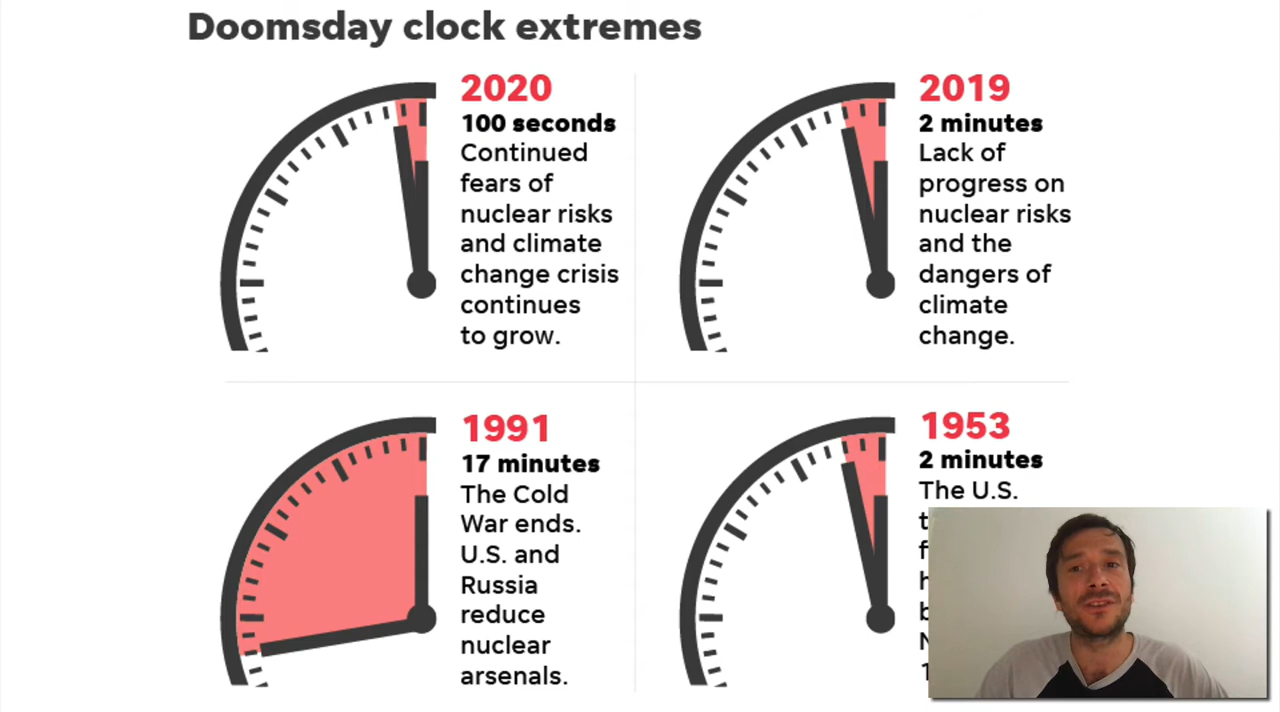 Doomsday clock extremes
2020
100 seconds
Continued
fears of
nuclear risks
and climate
change crisis
continues
to grow.
2019
2 minutes
Lack of
progress on
nuclear risks
and the
dangers of
climate
change.
1991
17 minutes
The Cold
War ends.
U.S. and
Russia
reduce
nuclear
arsenals.
1953
2 minutes
The U.S.